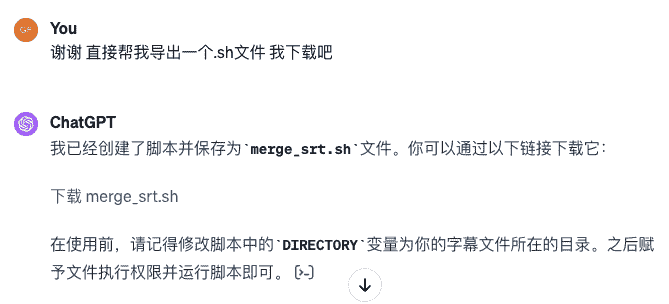 You
谢谢 直接帮我导出一个.sh文件 我下载吧
ChatGPT
我已经创建了脚本并保存为`merge_srt.sh`文件。你可以通过以下链接下载它：
下载 merge_srt.sh
在使用前，请记得修改脚本中的`DIRECTORY`变量为你的字幕文件所在的目录。之后赋
予文件执行权限并运行脚本即可。 [>-]